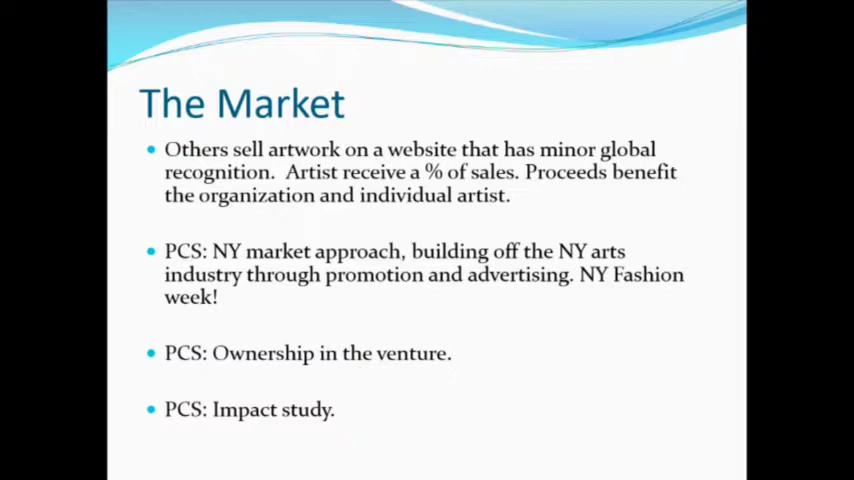 The Market
Others sell artwork on a website that has minor global
recognition.  Artist receive a % of sales. Proceeds benefit
the organization and individual artist.
PCS: NY market approach, building off the NY arts
industry through promotion and advertising. NY Fashion
week!
PCS: Ownership in the venture.
PCS: Impact study.